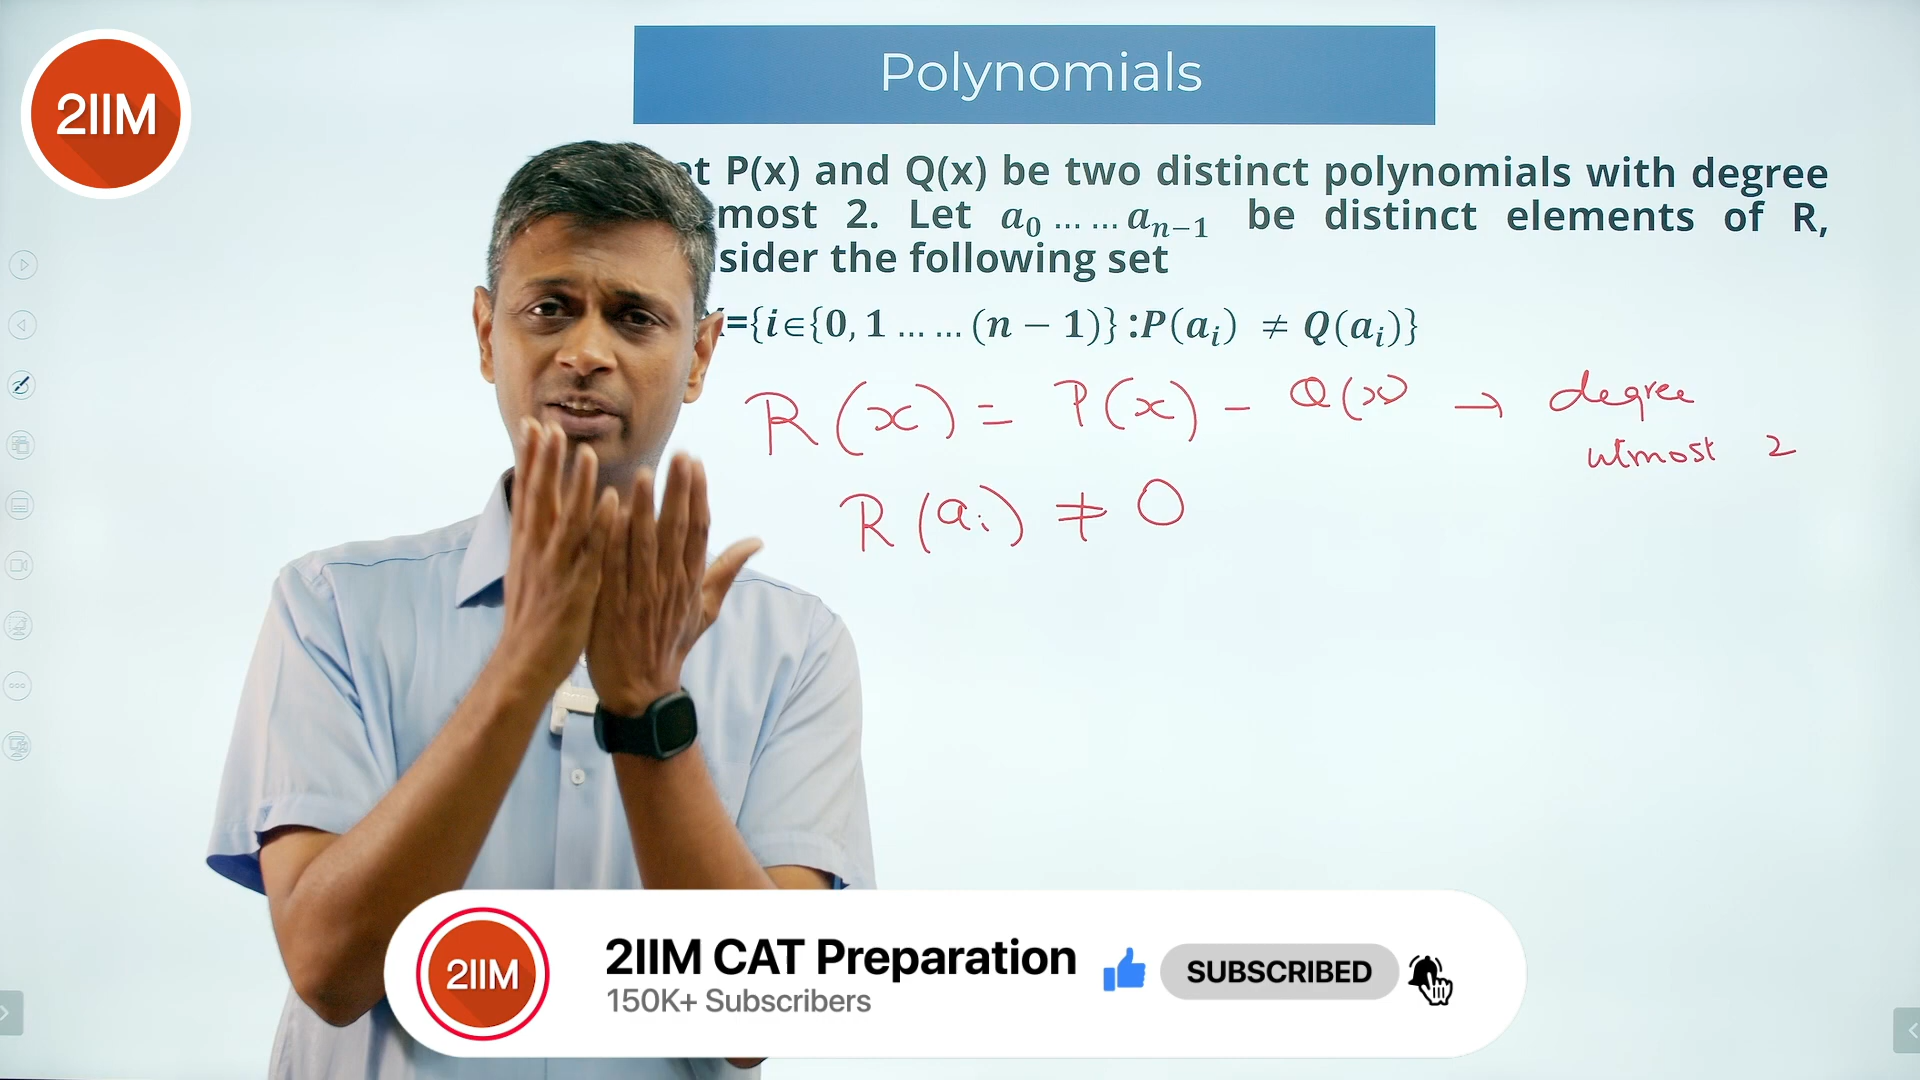 2IIM
Polynomials
P(x) and Q(x) be two distinct polynomials with degree
most 2. Let a₀ …… aₙ₋₁ be distinct elements of R,
the following set
={i∈{0, 1 …… (n − 1)} :P(aᵢ) ≠ Q(aᵢ)}
R(x) = P(x) - Q(x) → degree
utmost 2
R(aᵢ) ≠ 0
2IIM
2IIM CAT Preparation
150K+ Subscribers
SUBSCRIBED